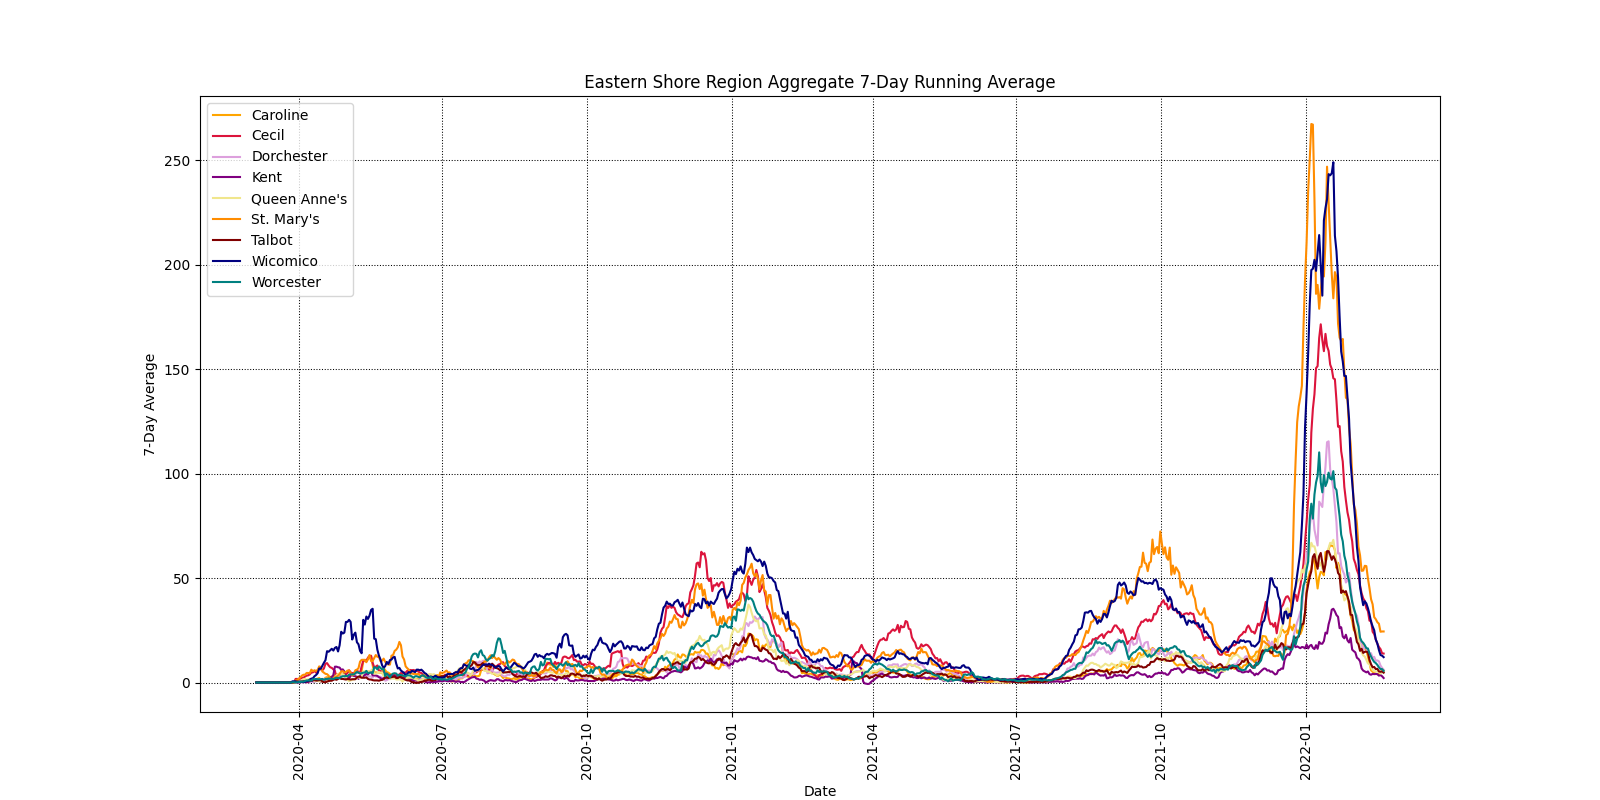 Eastern Shore Region Aggregate 7-Day Running Average
Caroline
Cecil
Dorchester
Kent
Queen Anne's
St. Mary's
Talbot
Wicomico
Worcester
250
200
150
100
50
0
7-Day Average
2020-04
2020-07
2020-10
2021-01
2021-04
2021-07
2021-10
2022-01
Date